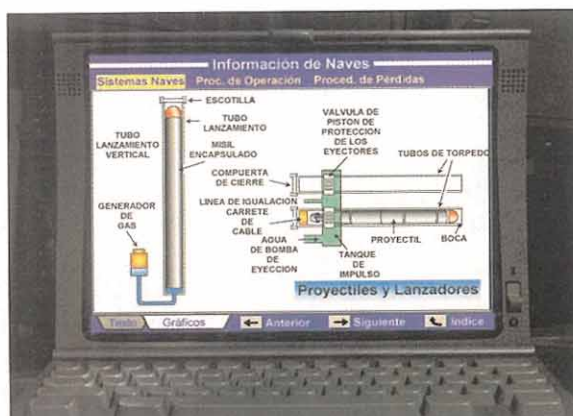 Información de Naves
Sistemas Naves Proc. de Operación Proced. de Pérdidas
ESCOTILLA
TUBO
LANZAMIENTO
TUBO
LANZAMIENTO
VERTICAL
MISIL
ENCAPSULADO
GENERADOR
DE
GAS
VALVULA DE
PISTON DE
PROTECCION
DE LOS
EYECTORES
TUBOS DE TORPEDO
COMPUERTA
DE CIERRE
LINEA DE IGUALACION
CARRETE
DE
CABLE
AGUA
DE BOMBA
DE
EYECCION
PROYECTIL
BOCA
TANQUE
DE
IMPULSO
Proyectiles y Lanzadores
Texto Gráficos Anterior Siguiente Indice